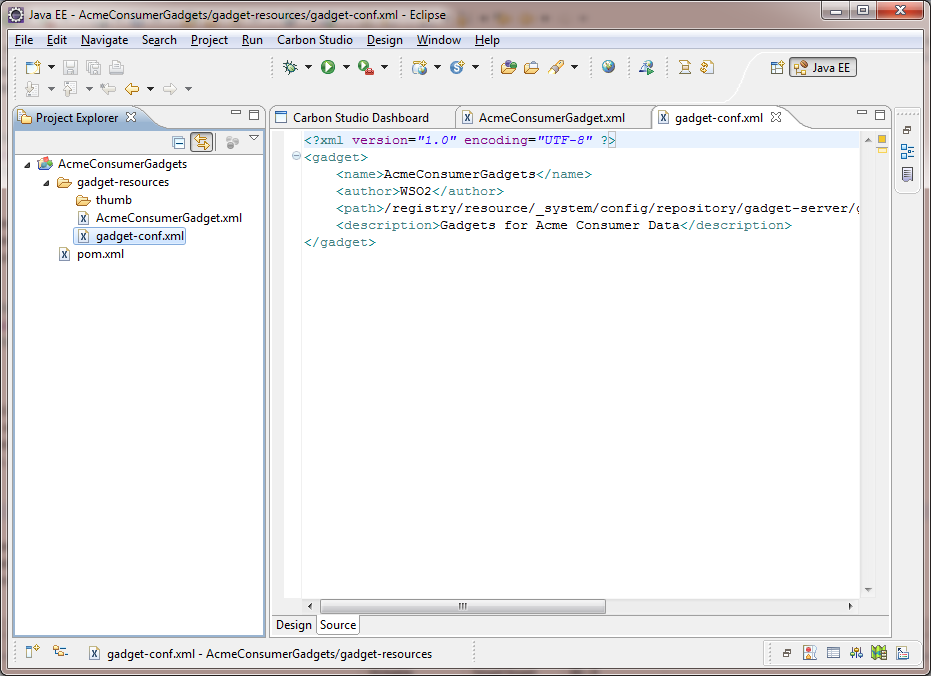 Java EE - AcmeConsumerGadgets/gadget-resources/gadget-conf.xml - Eclipse
File Edit Navigate Search Project Run Carbon Studio Design Window Help
Java EE
Project Explorer
AcmeConsumerGadgets
gadget-resources
thumb
AcmeConsumerGadget.xml
gadget-conf.xml
pom.xml
Carbon Studio Dashboard AcmeConsumerGadget.xml gadget-conf.xml
<?xml version="1.0" encoding="UTF-8" ?>
<gadget>
<name>AcmeConsumerGadgets</name>
<author>WSO2</author>
<path>/registry/resource/_system/config/repository/gadget-server/g
<description>Gadgets for Acme Consumer Data</description>
</gadget>
Design Source
gadget-conf.xml - AcmeConsumerGadgets/gadget-resources